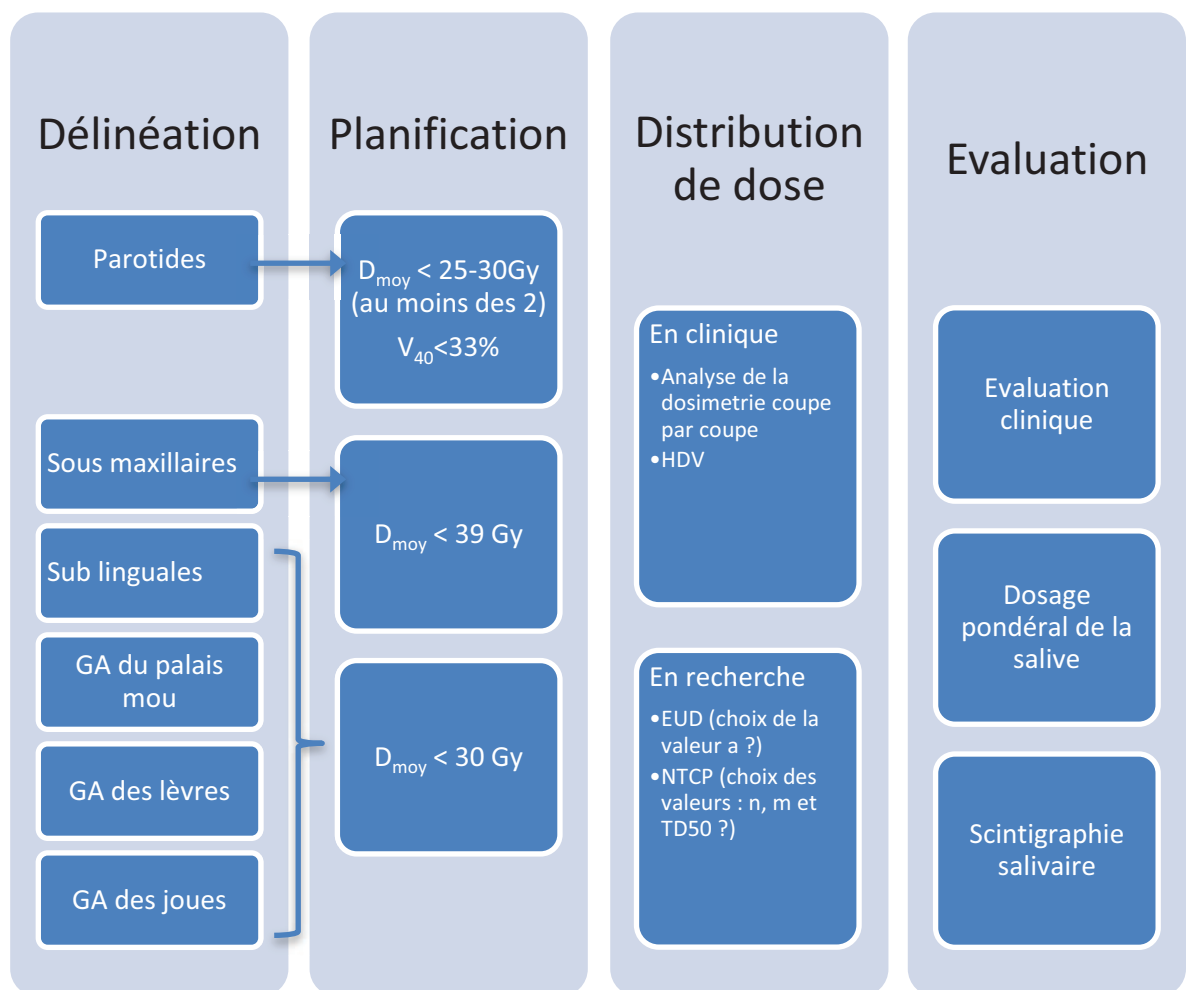 Délinéation
Parotides
Sous maxillaires
Sub linguales
GA du palais
mou
GA des lèvres
GA des joues
Planification
Dmoy < 25-30Gy
(au moins des 2)
V40<33%
Dmoy < 39 Gy
Dmoy < 30 Gy
Distribution
de dose
En clinique
•Analyse de la
dosimetrie coupe
par coupe
•HDV
En recherche
•EUD (choix de la
valeur a ?)
•NTCP (choix des
valeurs : n, m et
TD50 ?)
Evaluation
Evaluation
clinique
Dosage
pondéral de la
salive
Scintigraphie
salivaire